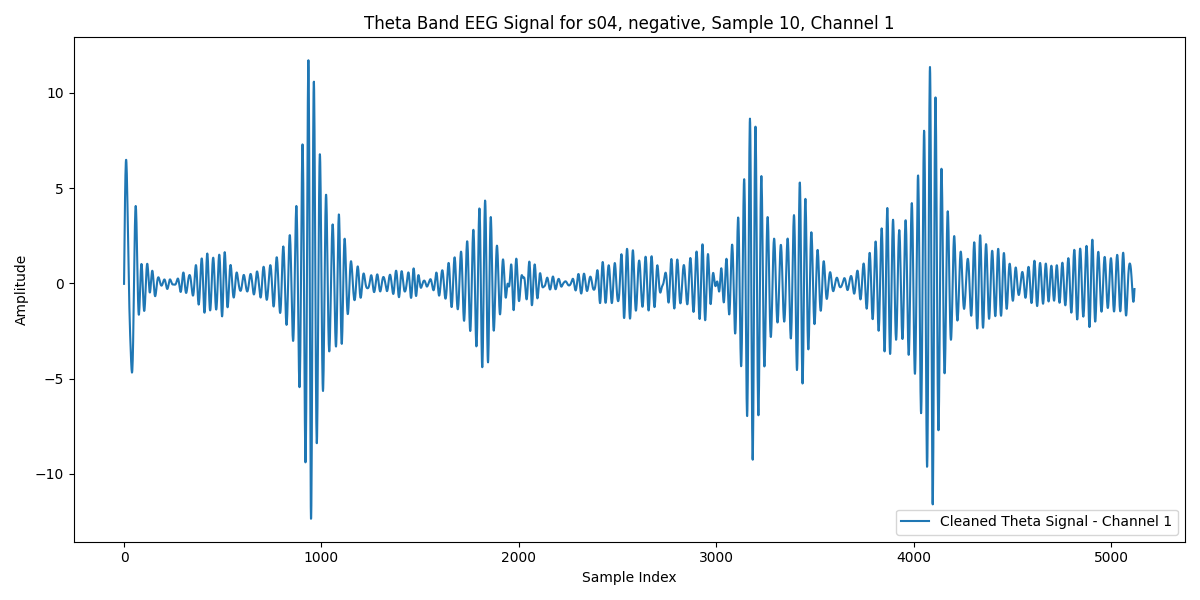 Theta Band EEG Signal for s04, negative, Sample 10, Channel 1
Amplitude
10
5
0
−5
−10
0 1000 2000 3000 4000 5000
Sample Index
Cleaned Theta Signal - Channel 1